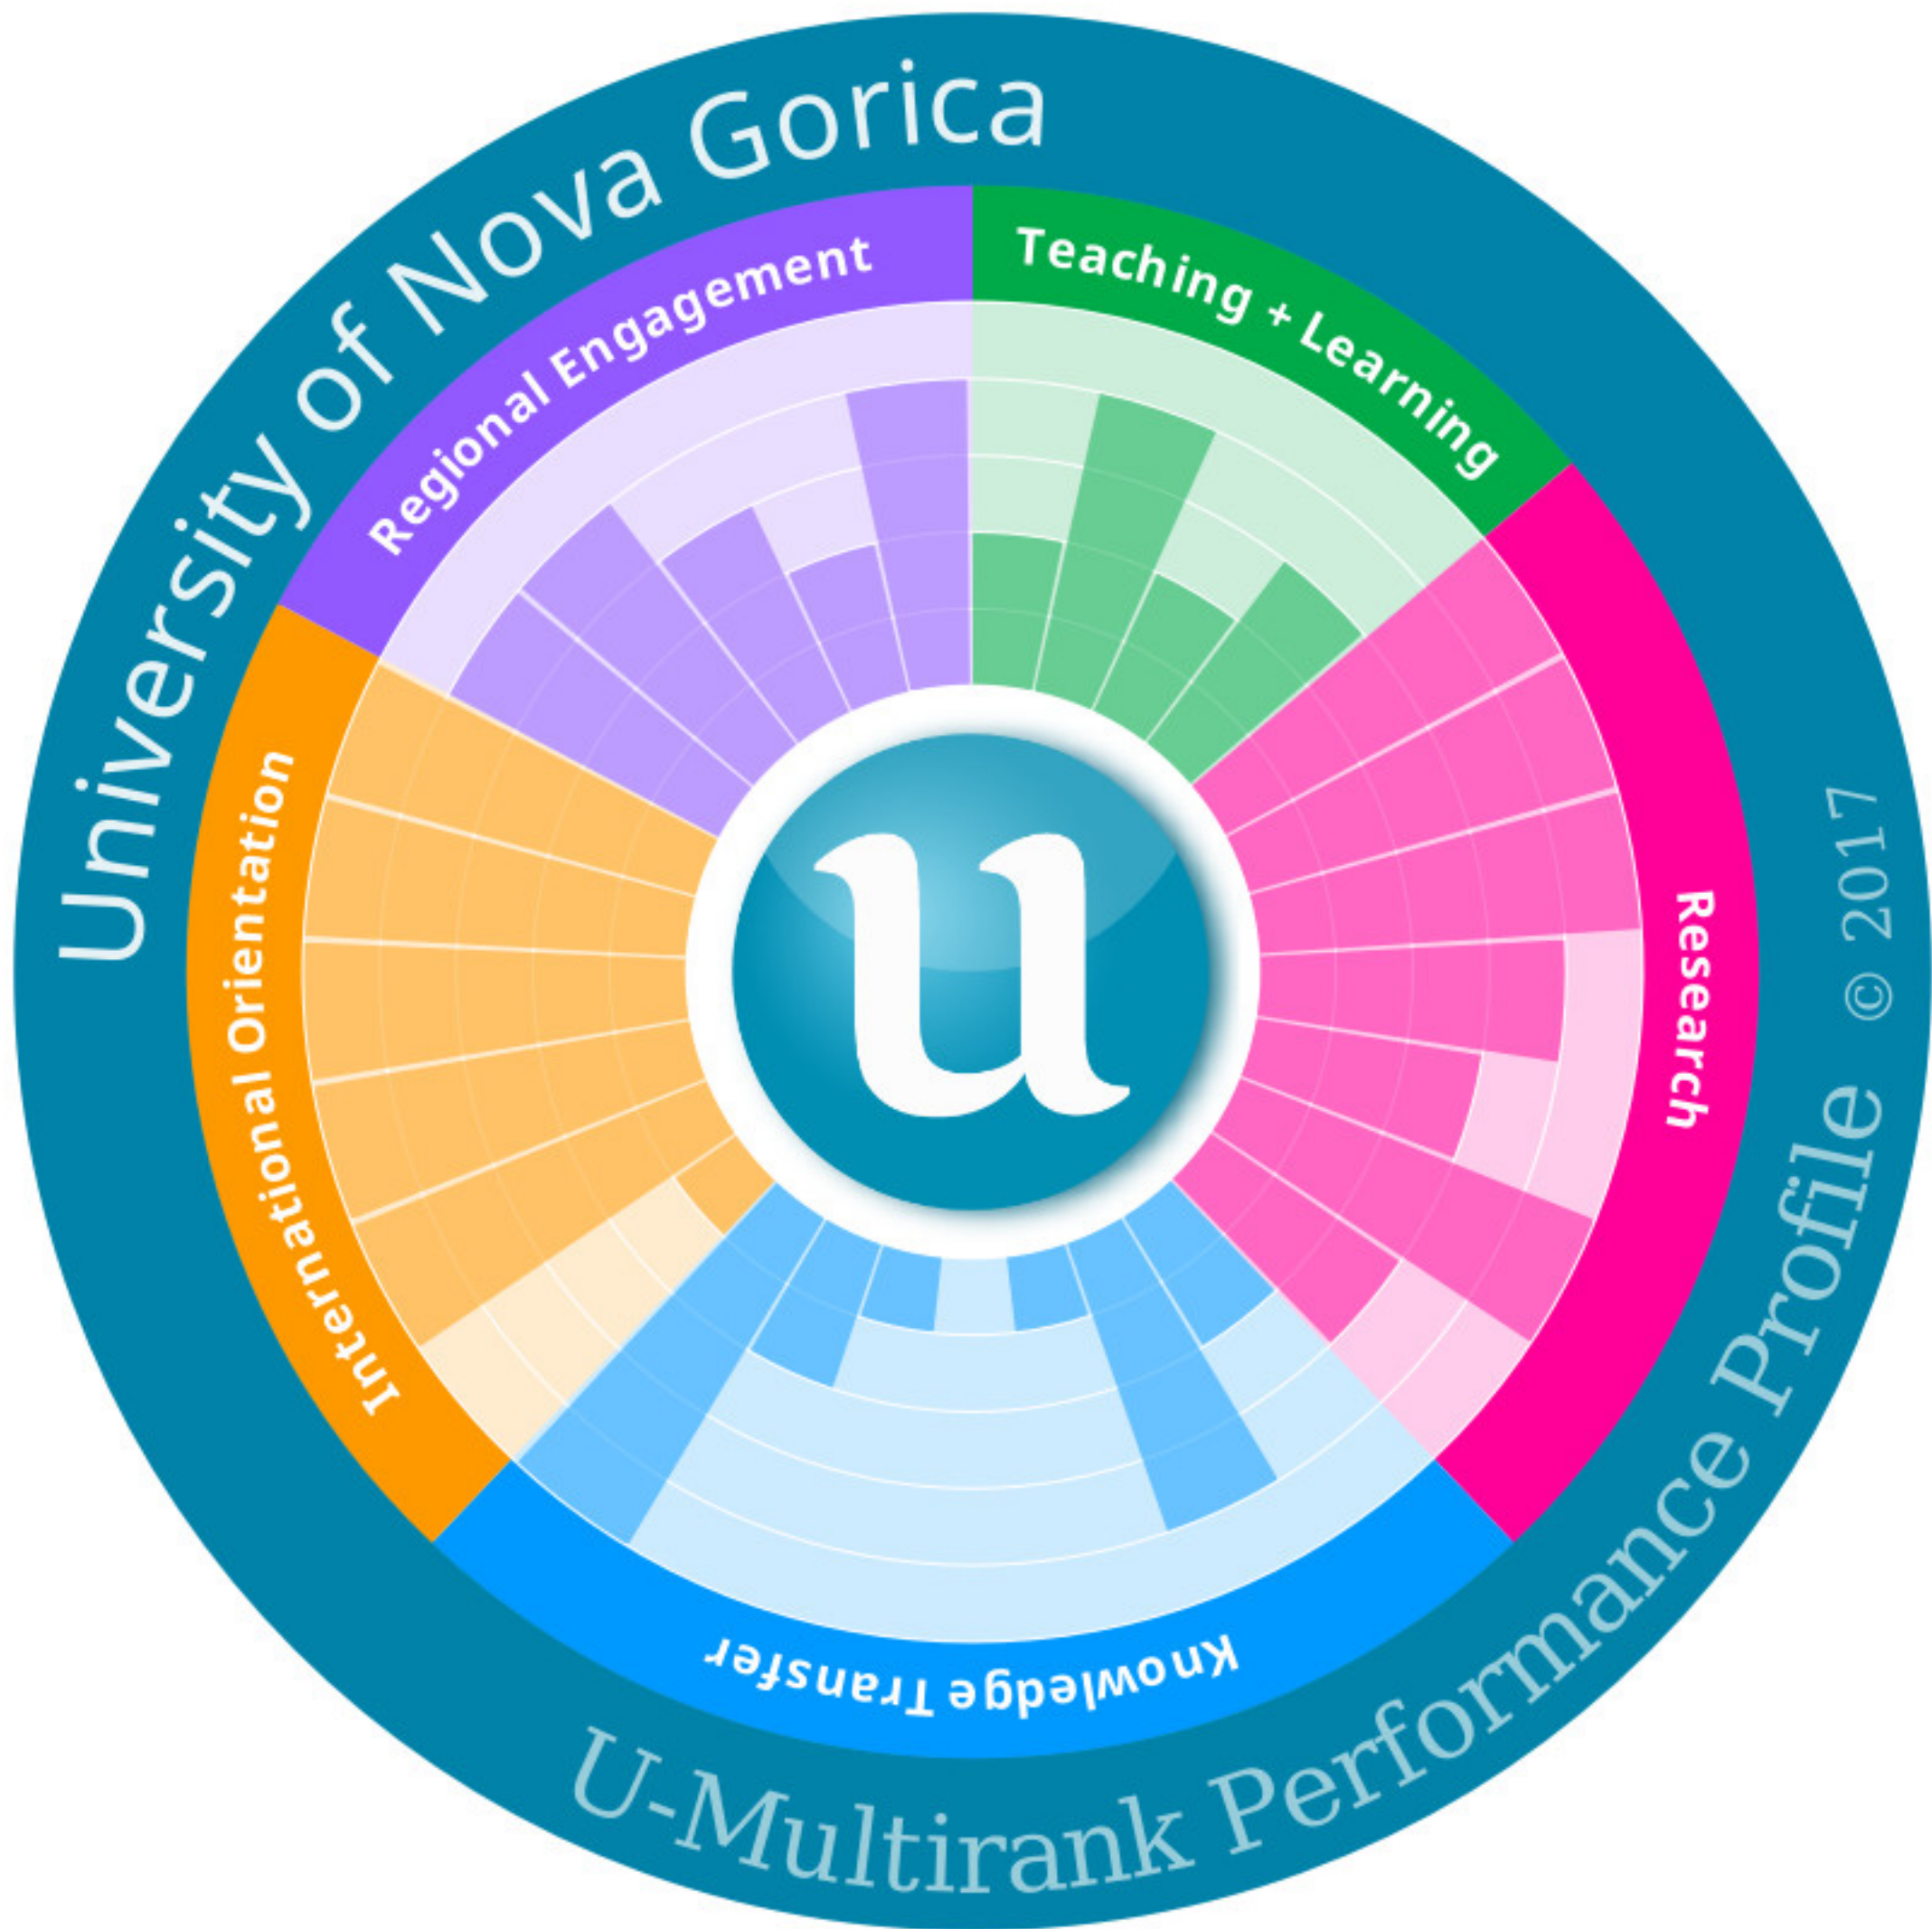 University of Nova Gorica
Teaching + Learning
Research
Knowledge Transfer
International Orientation
Regional Engagement
u
U-Multirank Performance Profile © 2017